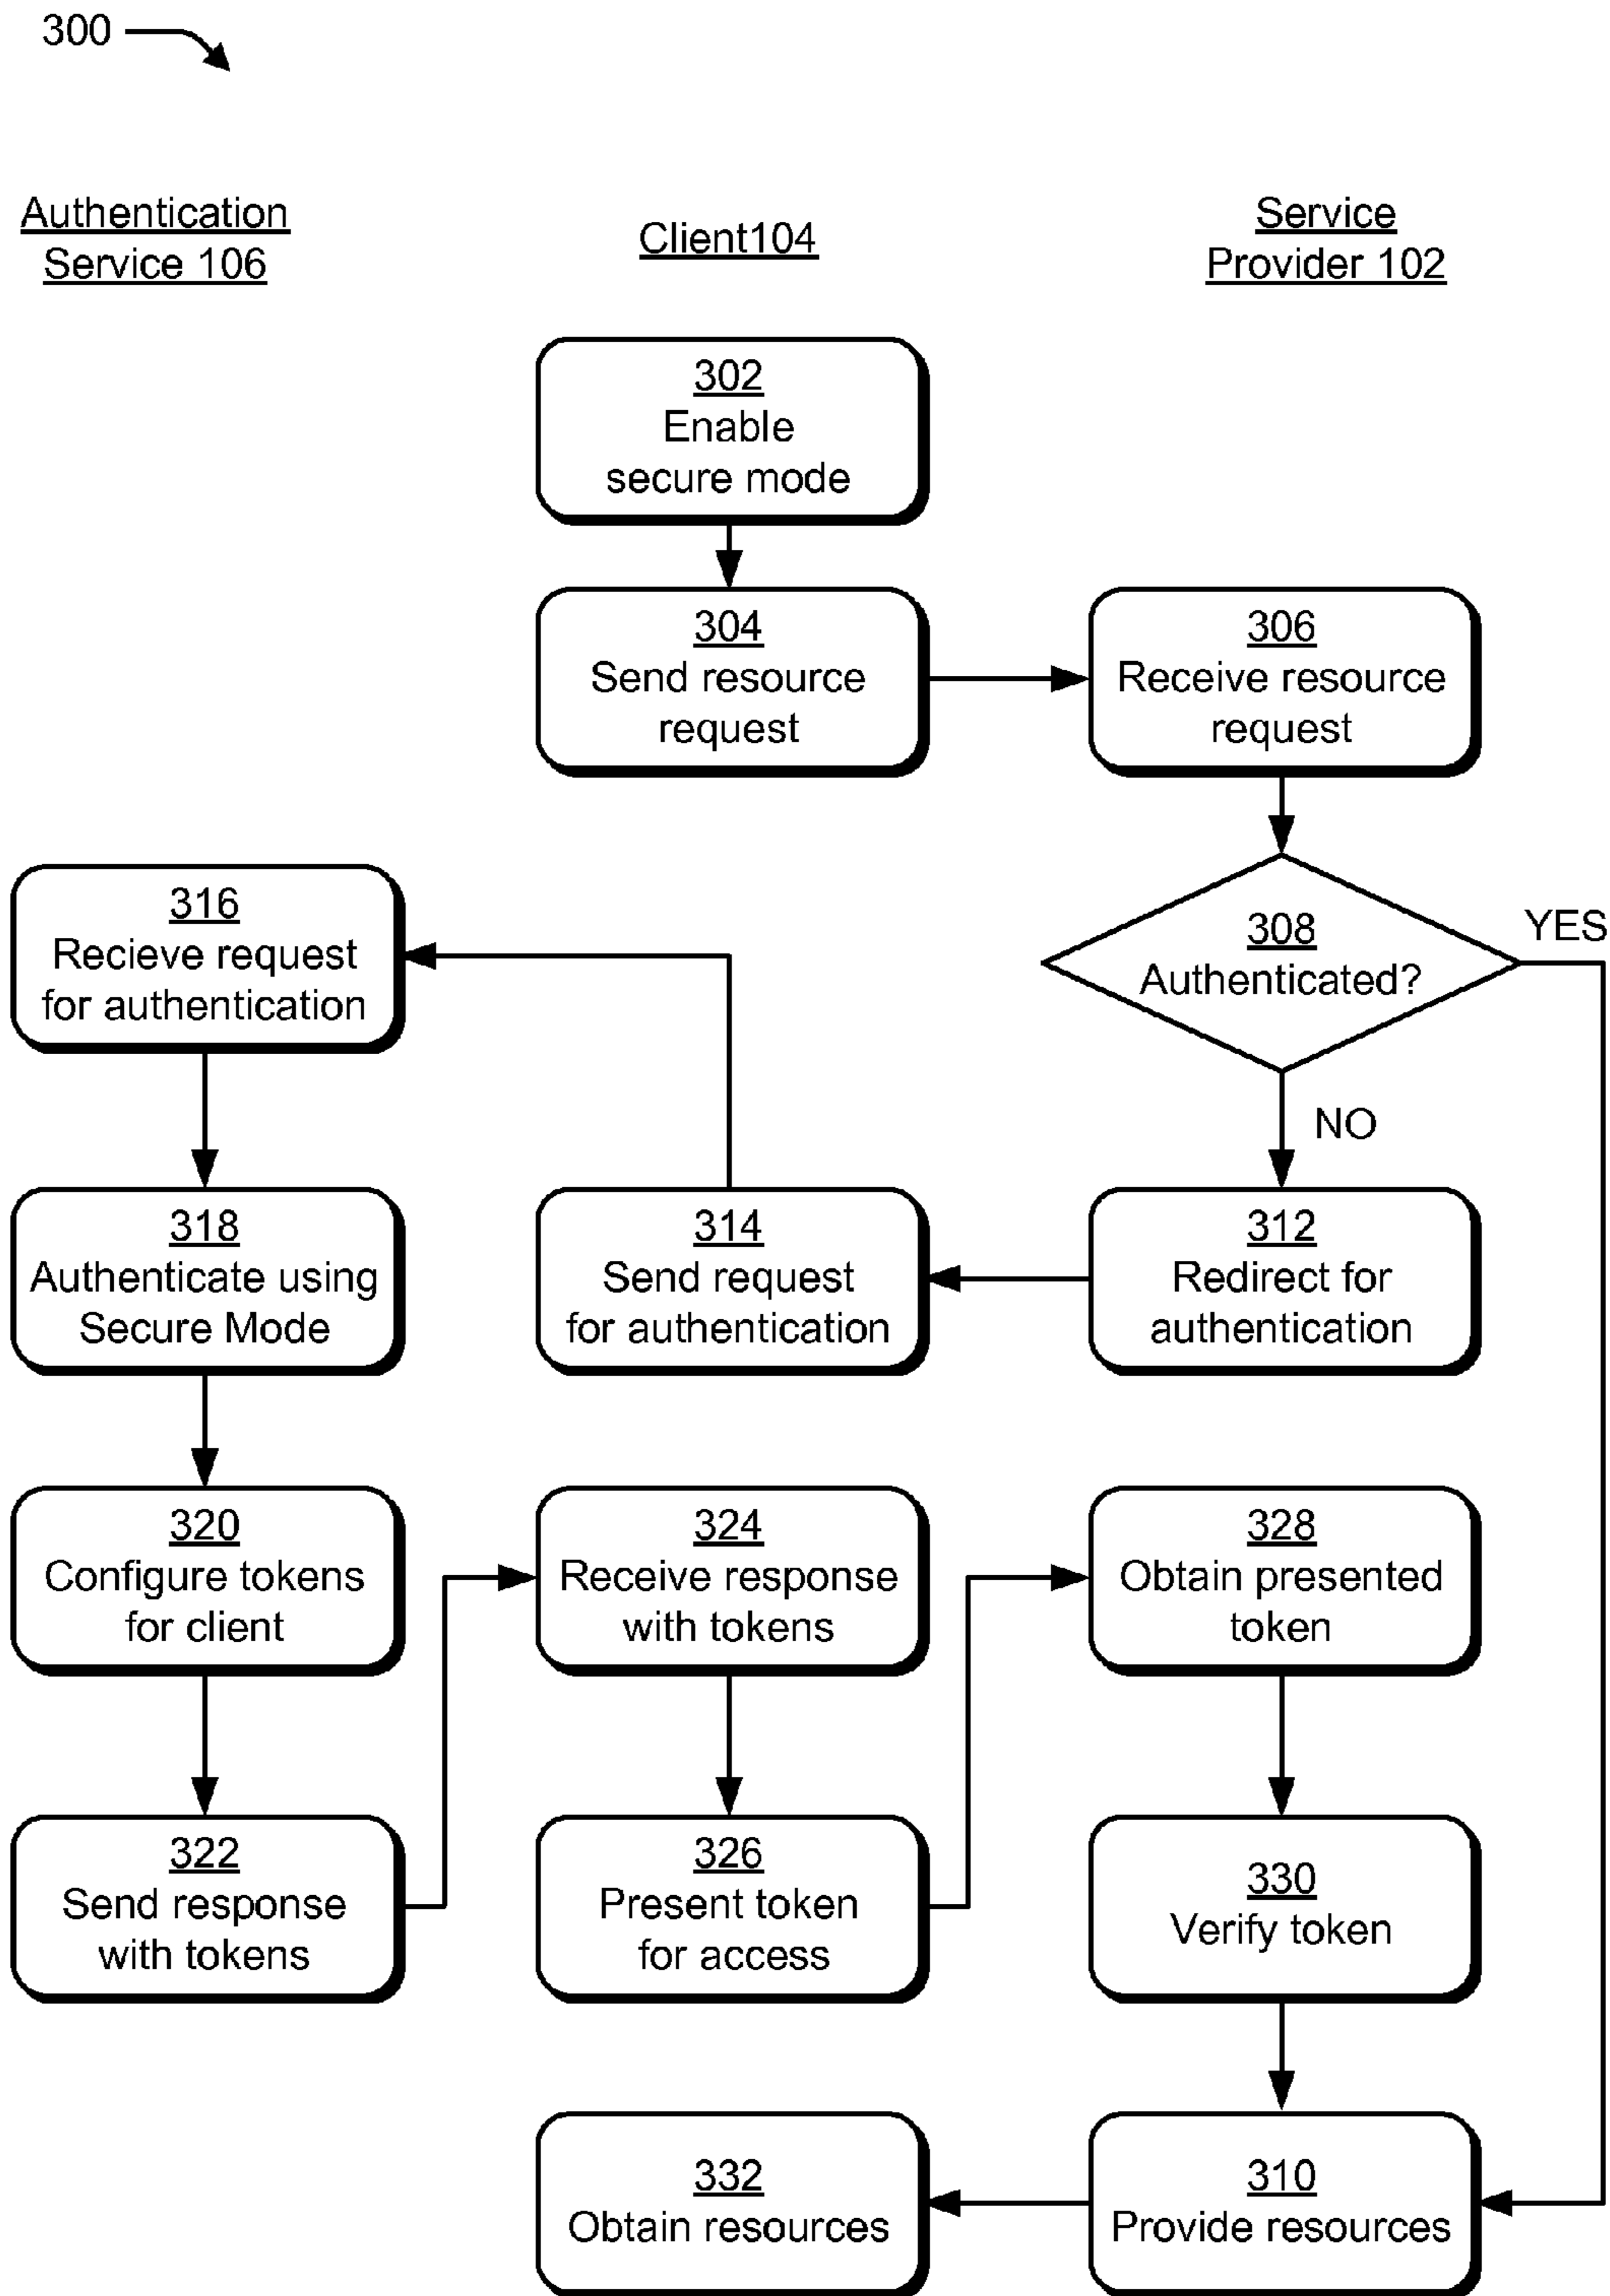 300
Authentication
Service 106
Client104
Service
Provider 102
302
Enable
secure mode
304
Send resource
request
306
Receive resource
request
308
Authenticated?
YES
NO
316
Recieve request
for authentication
318
Authenticate using
Secure Mode
314
Send request
for authentication
312
Redirect for
authentication
320
Configure tokens
for client
324
Receive response
with tokens
328
Obtain presented
token
322
Send response
with tokens
326
Present token
for access
330
Verify token
332
Obtain resources
310
Provide resources